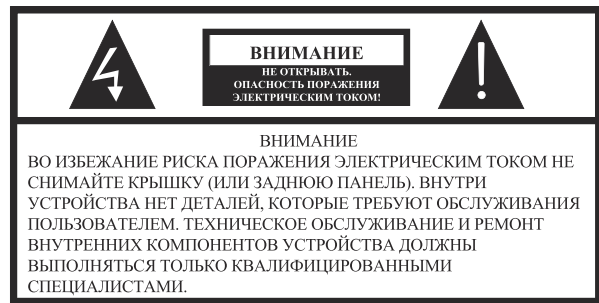 ВНИМАНИЕ
НЕ ОТКРЫВАТЬ.
ОПАСНОСТЬ ПОРАЖЕНИЯ
ЭЛЕКТРИЧЕСКИМ ТОКОМ!
ВНИМАНИЕ
ВО ИЗБЕЖАНИЕ РИСКА ПОРАЖЕНИЯ ЭЛЕКТРИЧЕСКИМ ТОКОМ НЕ
СНИМАЙТЕ КРЫШКУ (ИЛИ ЗАДНЮЮ ПАНЕЛЬ). ВНУТРИ
УСТРОЙСТВА НЕТ ДЕТАЛЕЙ, КОТОРЫЕ ТРЕБУЮТ ОБСЛУЖИВАНИЯ
ПОЛЬЗОВАТЕЛЕМ. ТЕХНИЧЕСКОЕ ОБСЛУЖИВАНИЕ И РЕМОНТ
ВНУТРЕННИХ КОМПОНЕНТОВ УСТРОЙСТВА ДОЛЖНЫ
ВЫПОЛНЯТЬСЯ ТОЛЬКО КВАЛИФИЦИРОВАННЫМИ
СПЕЦИАЛИСТАМИ.